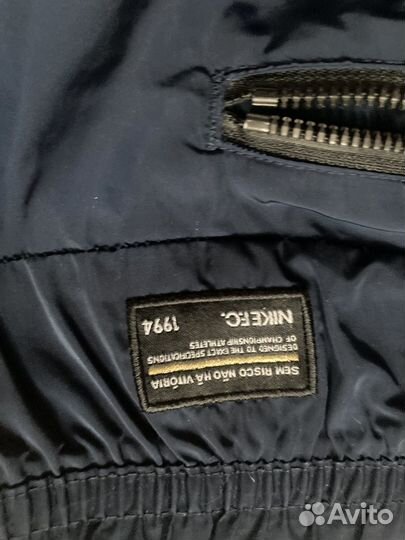 SEM RISCO NÃO HÁ VITÓRIA
DESIGNED TO THE EXACT SPECIFICATIONS
OF CHAMPIONSHIP ATHLETES
NIKE F.C. 1994
Avito